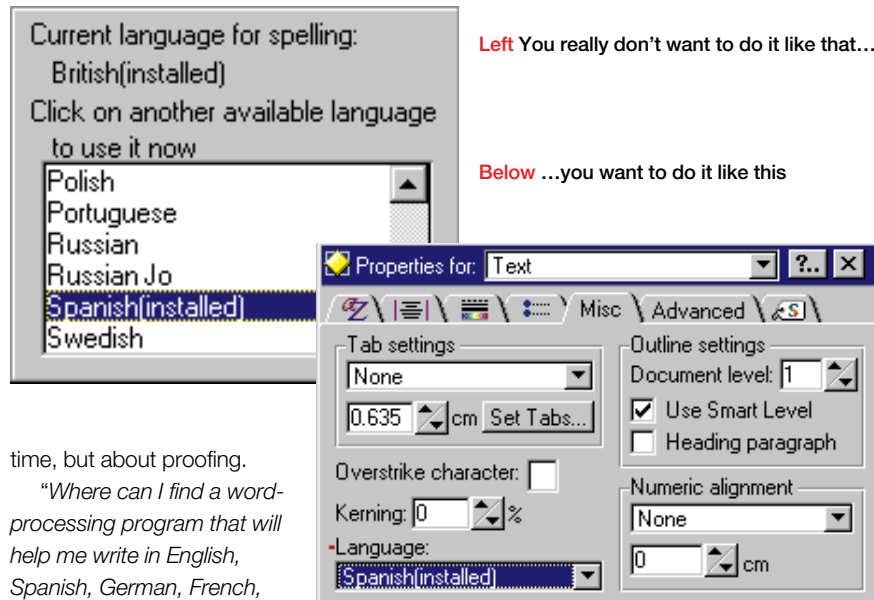 Current language for spelling:
British(installed)
Click on another available language
to use it now
Polish
Portuguese
Russian
Russian Jo
Spanish(installed)
Swedish
Left You really don’t want to do it like that…
Below …you want to do it like this
Properties for: Text ?..
Misc Advanced
Tab settings
None
0.635 cm Set Tabs...
Overstrike character:
Kerning: 0 %
Language:
Spanish(installed)
Outline settings
Document level: 1
Use Smart Level
Heading paragraph
Numeric alignment
None
0 cm
time, but about proofing.
“Where can I find a word-
processing program that will
help me write in English,
Spanish, German, French,